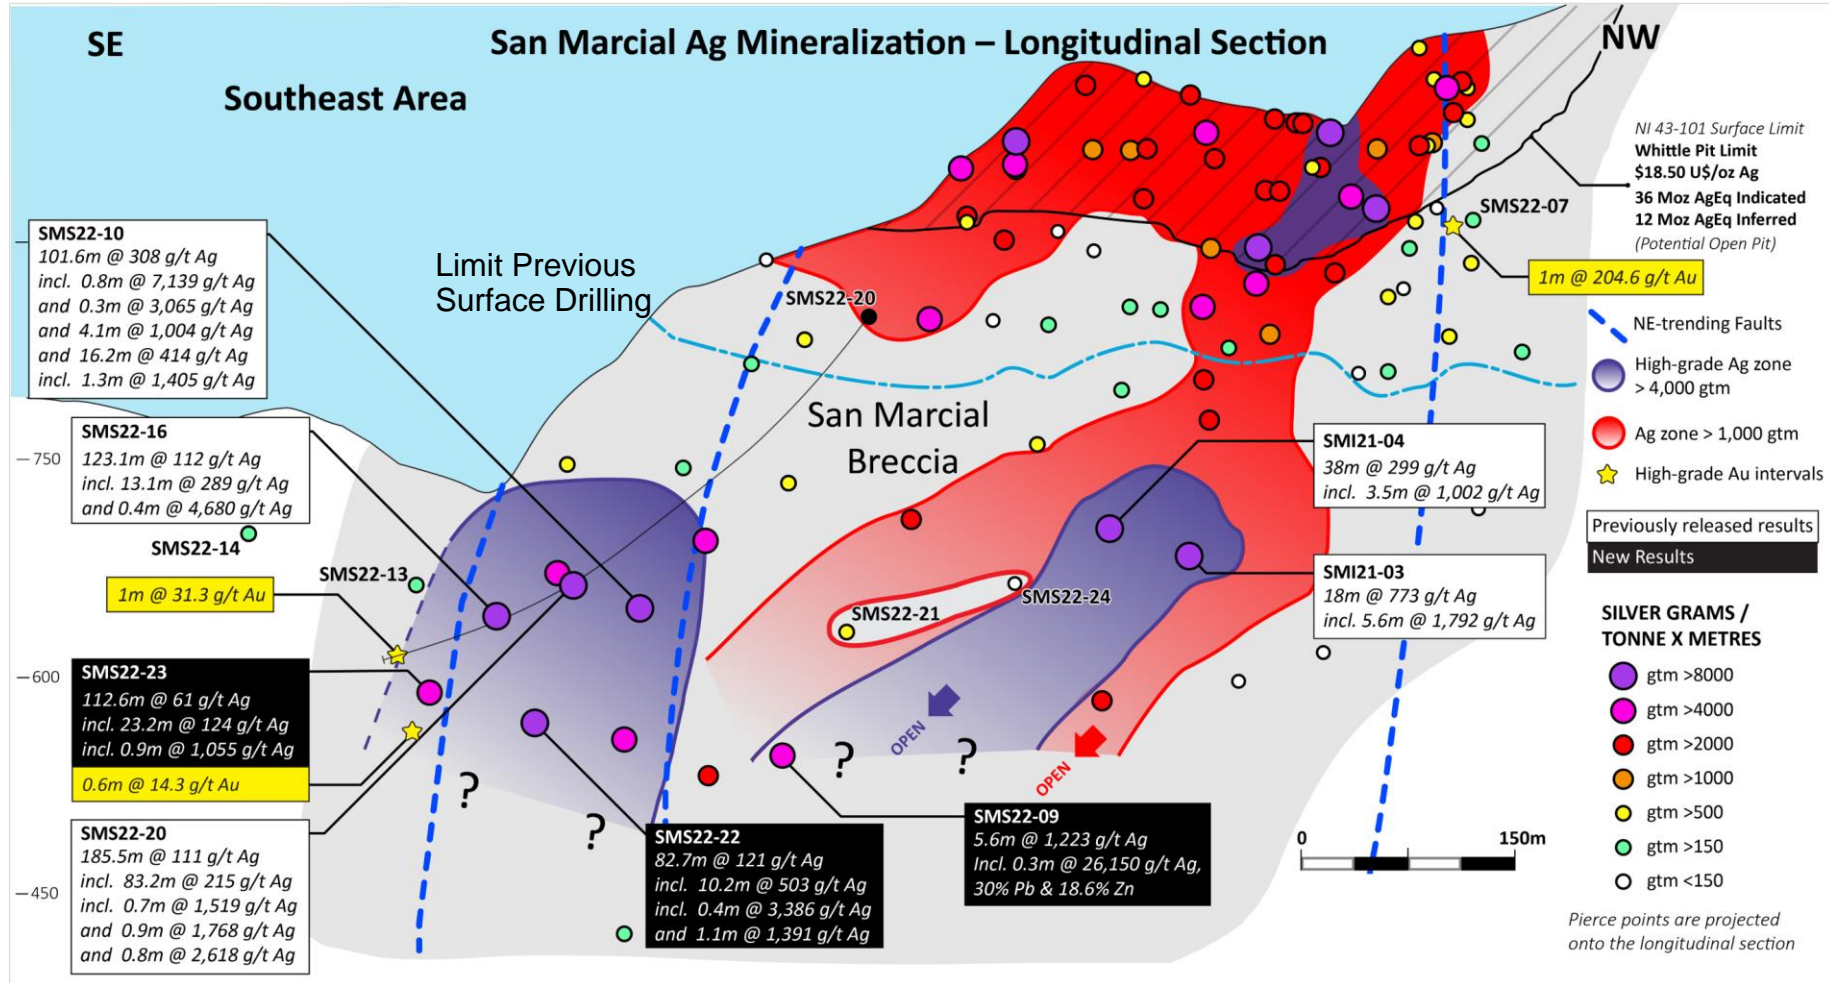 SE
San Marcial Ag Mineralization – Longitudinal Section
NW
Southeast Area
NI 43-101 Surface Limit
Whittle Pit Limit
$18.50 U$/oz Ag
36 Moz AgEq Indicated
12 Moz AgEq Inferred
(Potential Open Pit)
SMS22-07
1m @ 204.6 g/t Au
SMS22-10
101.6m @ 308 g/t Ag
incl. 0.8m @ 7,139 g/t Ag
and 0.3m @ 3,065 g/t Ag
and 4.1m @ 1,004 g/t Ag
and 16.2m @ 414 g/t Ag
incl. 1.3m @ 1,405 g/t Ag
Limit Previous
Surface Drilling
SMS22-20
NE-trending Faults
High-grade Ag zone
> 4,000 gtm
Ag zone > 1,000 gtm
High-grade Au intervals
San Marcial
Breccia
750
SMS22-16
123.1m @ 112 g/t Ag
incl. 13.1m @ 289 g/t Ag
and 0.4m @ 4,680 g/t Ag
SMI21-04
38m @ 299 g/t Ag
incl. 3.5m @ 1,002 g/t Ag
Previously released results
New Results
SMS22-14
SMS22-13
1m @ 31.3 g/t Au
SMI21-03
18m @ 773 g/t Ag
incl. 5.6m @ 1,792 g/t Ag
SMS22-24
SMS22-21
600
SMS22-23
112.6m @ 61 g/t Ag
incl. 23.2m @ 124 g/t Ag
incl. 0.9m @ 1,055 g/t Ag
0.6m @ 14.3 g/t Au
OPEN
OPEN
?
?
?
?
SILVER GRAMS /
TONNE X METRES
gtm >8000
gtm >4000
gtm >2000
gtm >1000
gtm >500
gtm >150
gtm <150
SMS22-20
185.5m @ 111 g/t Ag
incl. 83.2m @ 215 g/t Ag
incl. 0.7m @ 1,519 g/t Ag
and 0.9m @ 1,768 g/t Ag
and 0.8m @ 2,618 g/t Ag
SMS22-22
82.7m @ 121 g/t Ag
incl. 10.2m @ 503 g/t Ag
incl. 0.4m @ 3,386 g/t Ag
and 1.1m @ 1,391 g/t Ag
SMS22-09
5.6m @ 1,223 g/t Ag
Incl. 0.3m @ 26,150 g/t Ag,
30% Pb & 18.6% Zn
0 150m
450
Pierce points are projected
onto the longitudinal section